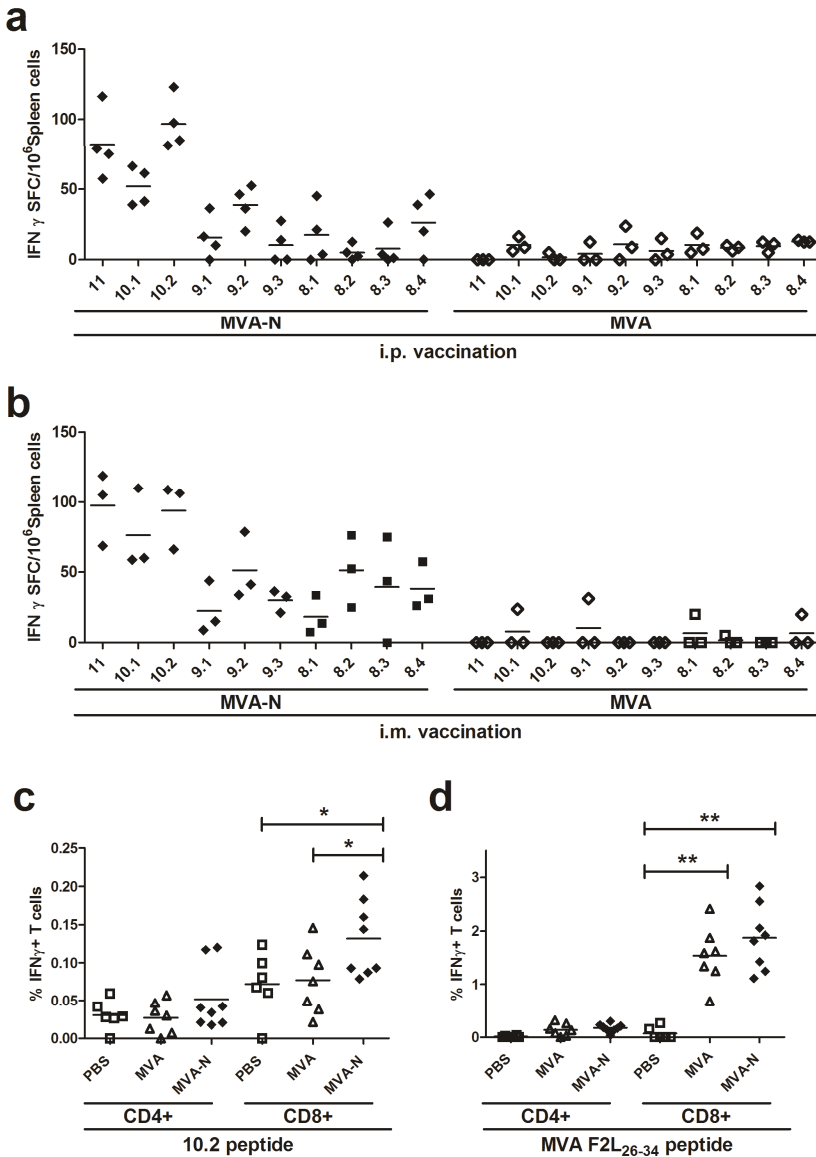 a
IFN γ SFC/10⁶Spleen cells
150
100
50
0
11 10.1 10.2 9.1 9.2 9.3 8.1 8.2 8.3 8.4 11 10.1 10.2 9.1 9.2 9.3 8.1 8.2 8.3 8.4
MVA-N MVA
i.p. vaccination
b
IFN γ SFC/10⁶Spleen cells
150
100
50
0
11 10.1 10.2 9.1 9.2 9.3 8.1 8.2 8.3 8.4 11 10.1 10.2 9.1 9.2 9.3 8.1 8.2 8.3 8.4
MVA-N MVA
i.m. vaccination
c
% IFNγ+ T cells
0.25
0.20
0.15
0.10
0.05
0.00
*
*
PBS MVA MVA-N PBS MVA MVA-N
CD4+ CD8+
10.2 peptide
d
% IFNγ+ T cells
3
2
1
0
**
**
PBS MVA MVA-N PBS MVA MVA-N
CD4+ CD8+
MVA F2L₂₆₋₃₄ peptide